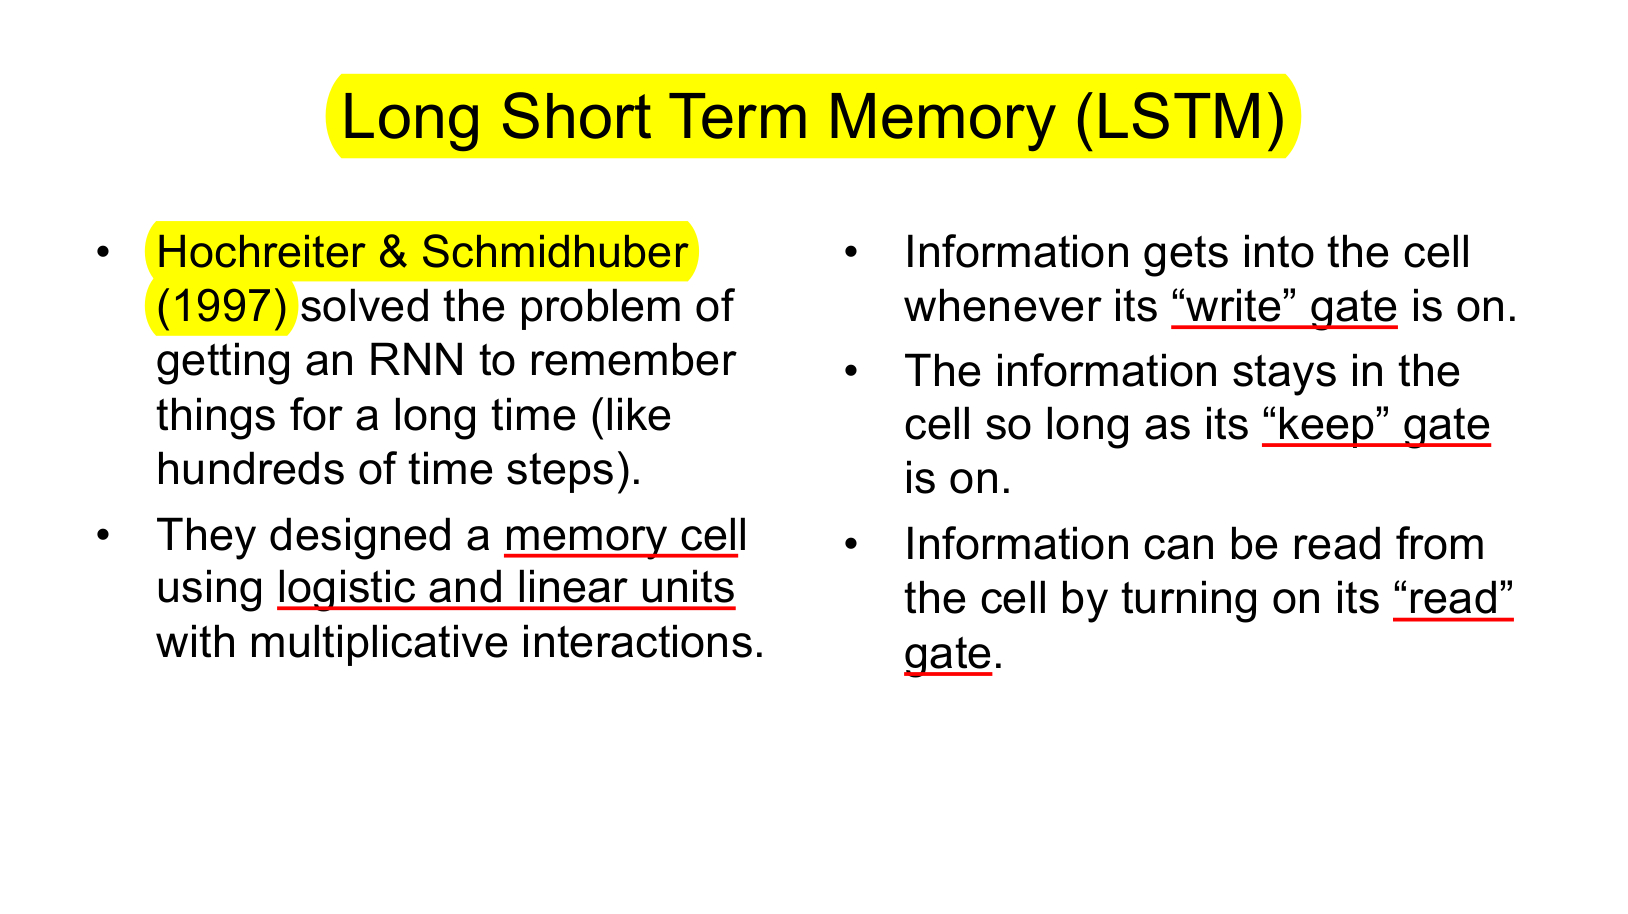 Long Short Term Memory (LSTM)
• Hochreiter & Schmidhuber
(1997) solved the problem of
getting an RNN to remember
things for a long time (like
hundreds of time steps).
• They designed a memory cell
using logistic and linear units
with multiplicative interactions.
• Information gets into the cell
whenever its “write” gate is on.
• The information stays in the
cell so long as its “keep” gate
is on.
• Information can be read from
the cell by turning on its “read”
gate.